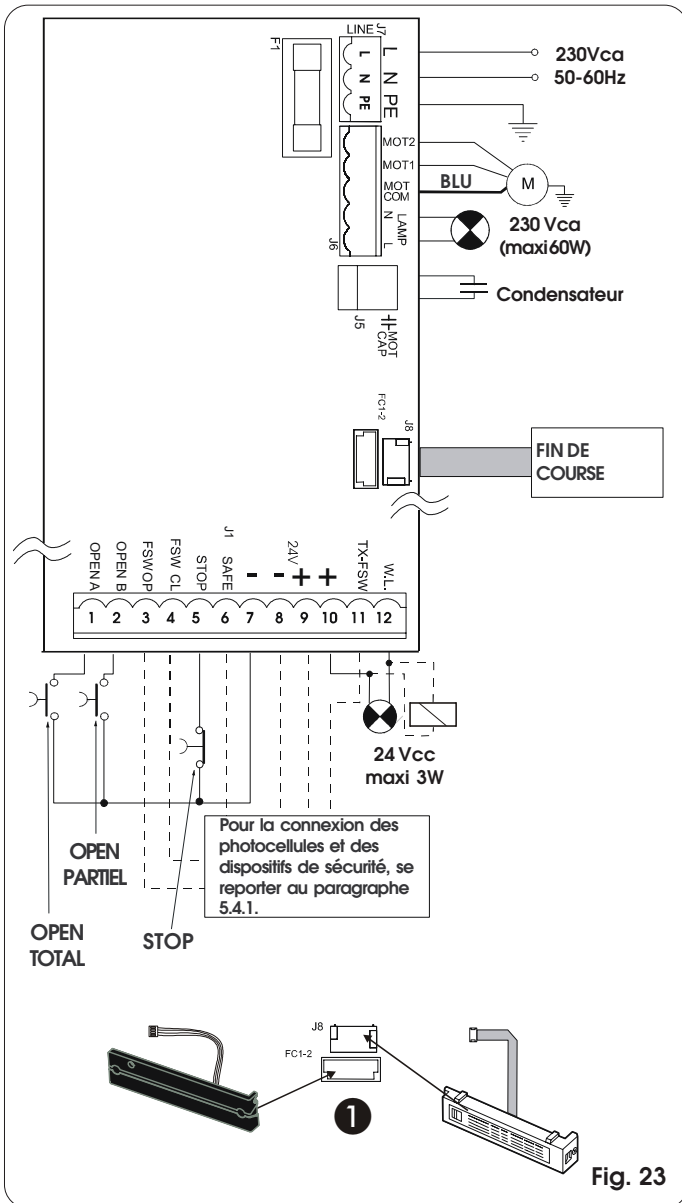 LINE J7
F1
L
N
PE
L
N
PE
230Vca
50-60Hz
MOT2
MOT1
MOT
COM
BLU
M
N
L
LAMP
J6
230 Vca
(maxi 60W)
J5
MOT
CAP
Condensateur
FC1-2
J8
FIN DE
COURSE
J1
OPEN A
OPEN B
FSW OP
FSW CL
STOP
SAFE
-
-
24V
+
+
TX-FSW
W.L.
1 2 3 4 5 6 7 8 9 10 11 12
24 Vcc
maxi 3W
Pour la connexion des
photocellules et des
dispositifs de sécurité, se
reporter au paragraphe
5.4.1.
OPEN
PARTIEL
OPEN
TOTAL
STOP
J8
FC1-2
1
Fig. 23